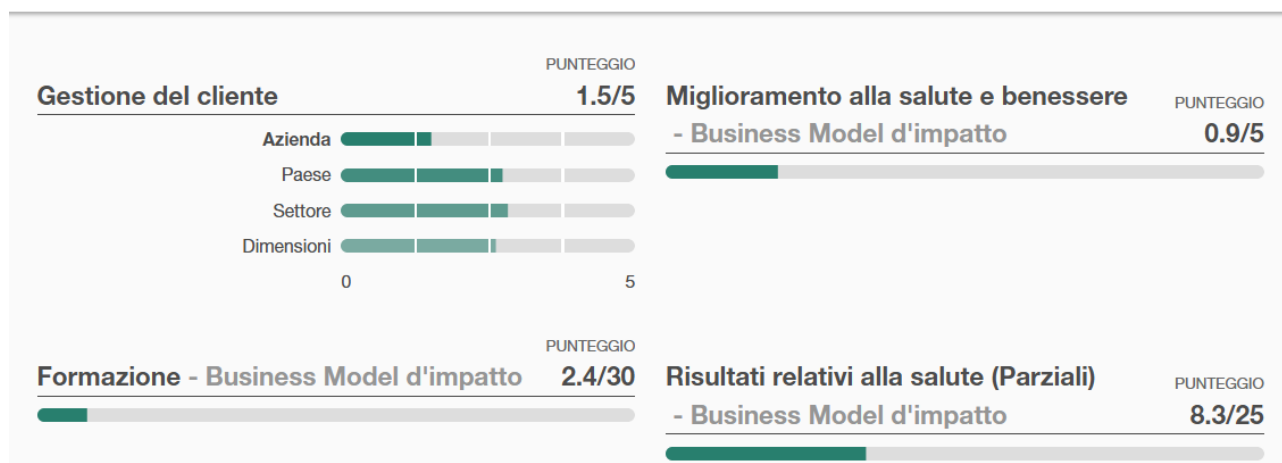 PUNTEGGIO
Gestione del cliente 1.5/5
Azienda
Paese
Settore
Dimensioni
0 5
PUNTEGGIO
Miglioramento alla salute e benessere
- Business Model d'impatto 0.9/5
PUNTEGGIO
Formazione - Business Model d'impatto 2.4/30
Risultati relativi alla salute (Parziali) PUNTEGGIO
- Business Model d'impatto 8.3/25